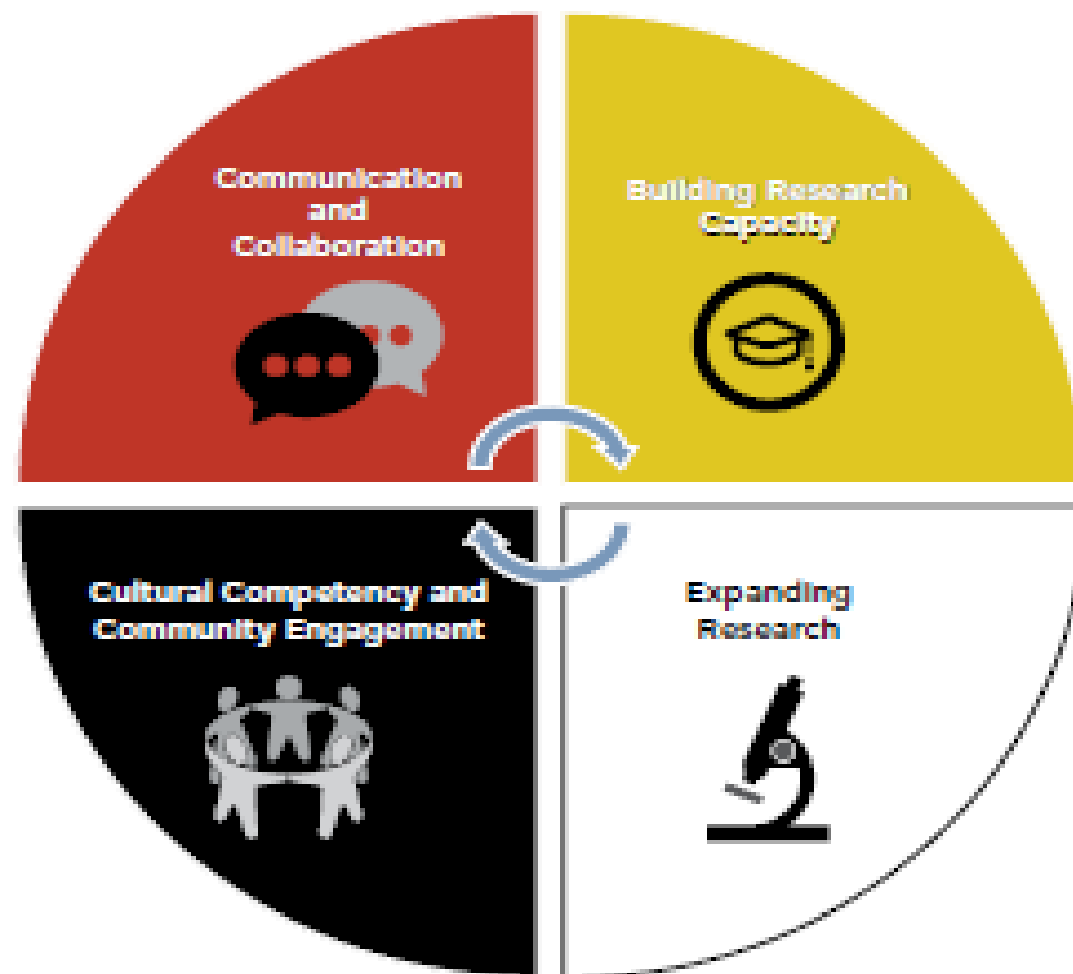 Communication
and
Collaboration
Building Research
Capacity
Cultural Competency and
Community Engagement
Expanding
Research